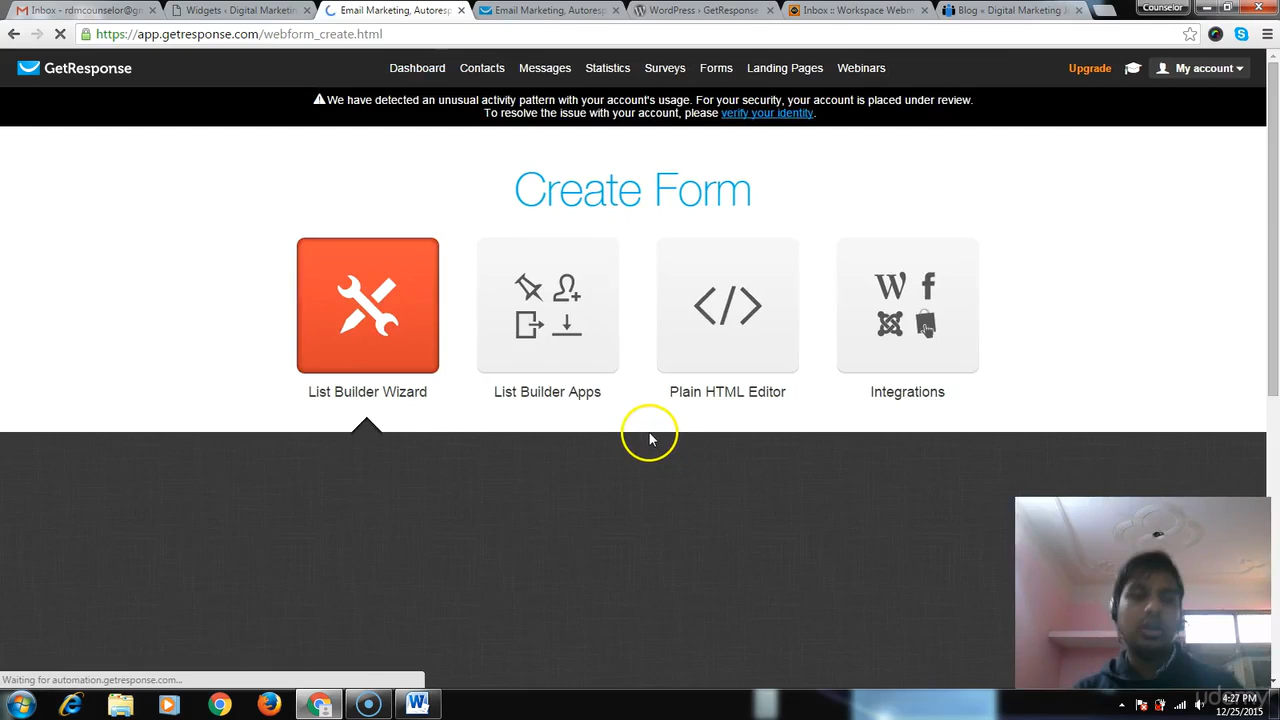 Inbox - rdmcounselor@gm
Widgets ‹ Digital Marketin
Email Marketing, Autoresp
Email Marketing, Autoresp
WordPress ‹ GetResponse
Inbox :: Workspace Webm
Blog « Digital Marketing J
Counselor
https://app.getresponse.com/webform_create.html
GetResponse
Dashboard
Contacts
Messages
Statistics
Surveys
Forms
Landing Pages
Webinars
Upgrade
My account
We have detected an unusual activity pattern with your account's usage. For your security, your account is placed under review.
To resolve the issue with your account, please verify your identity.
Create Form
List Builder Wizard
List Builder Apps
Plain HTML Editor
Integrations
Waiting for automation.getresponse.com...
udemy
4:27 PM
12/25/2015